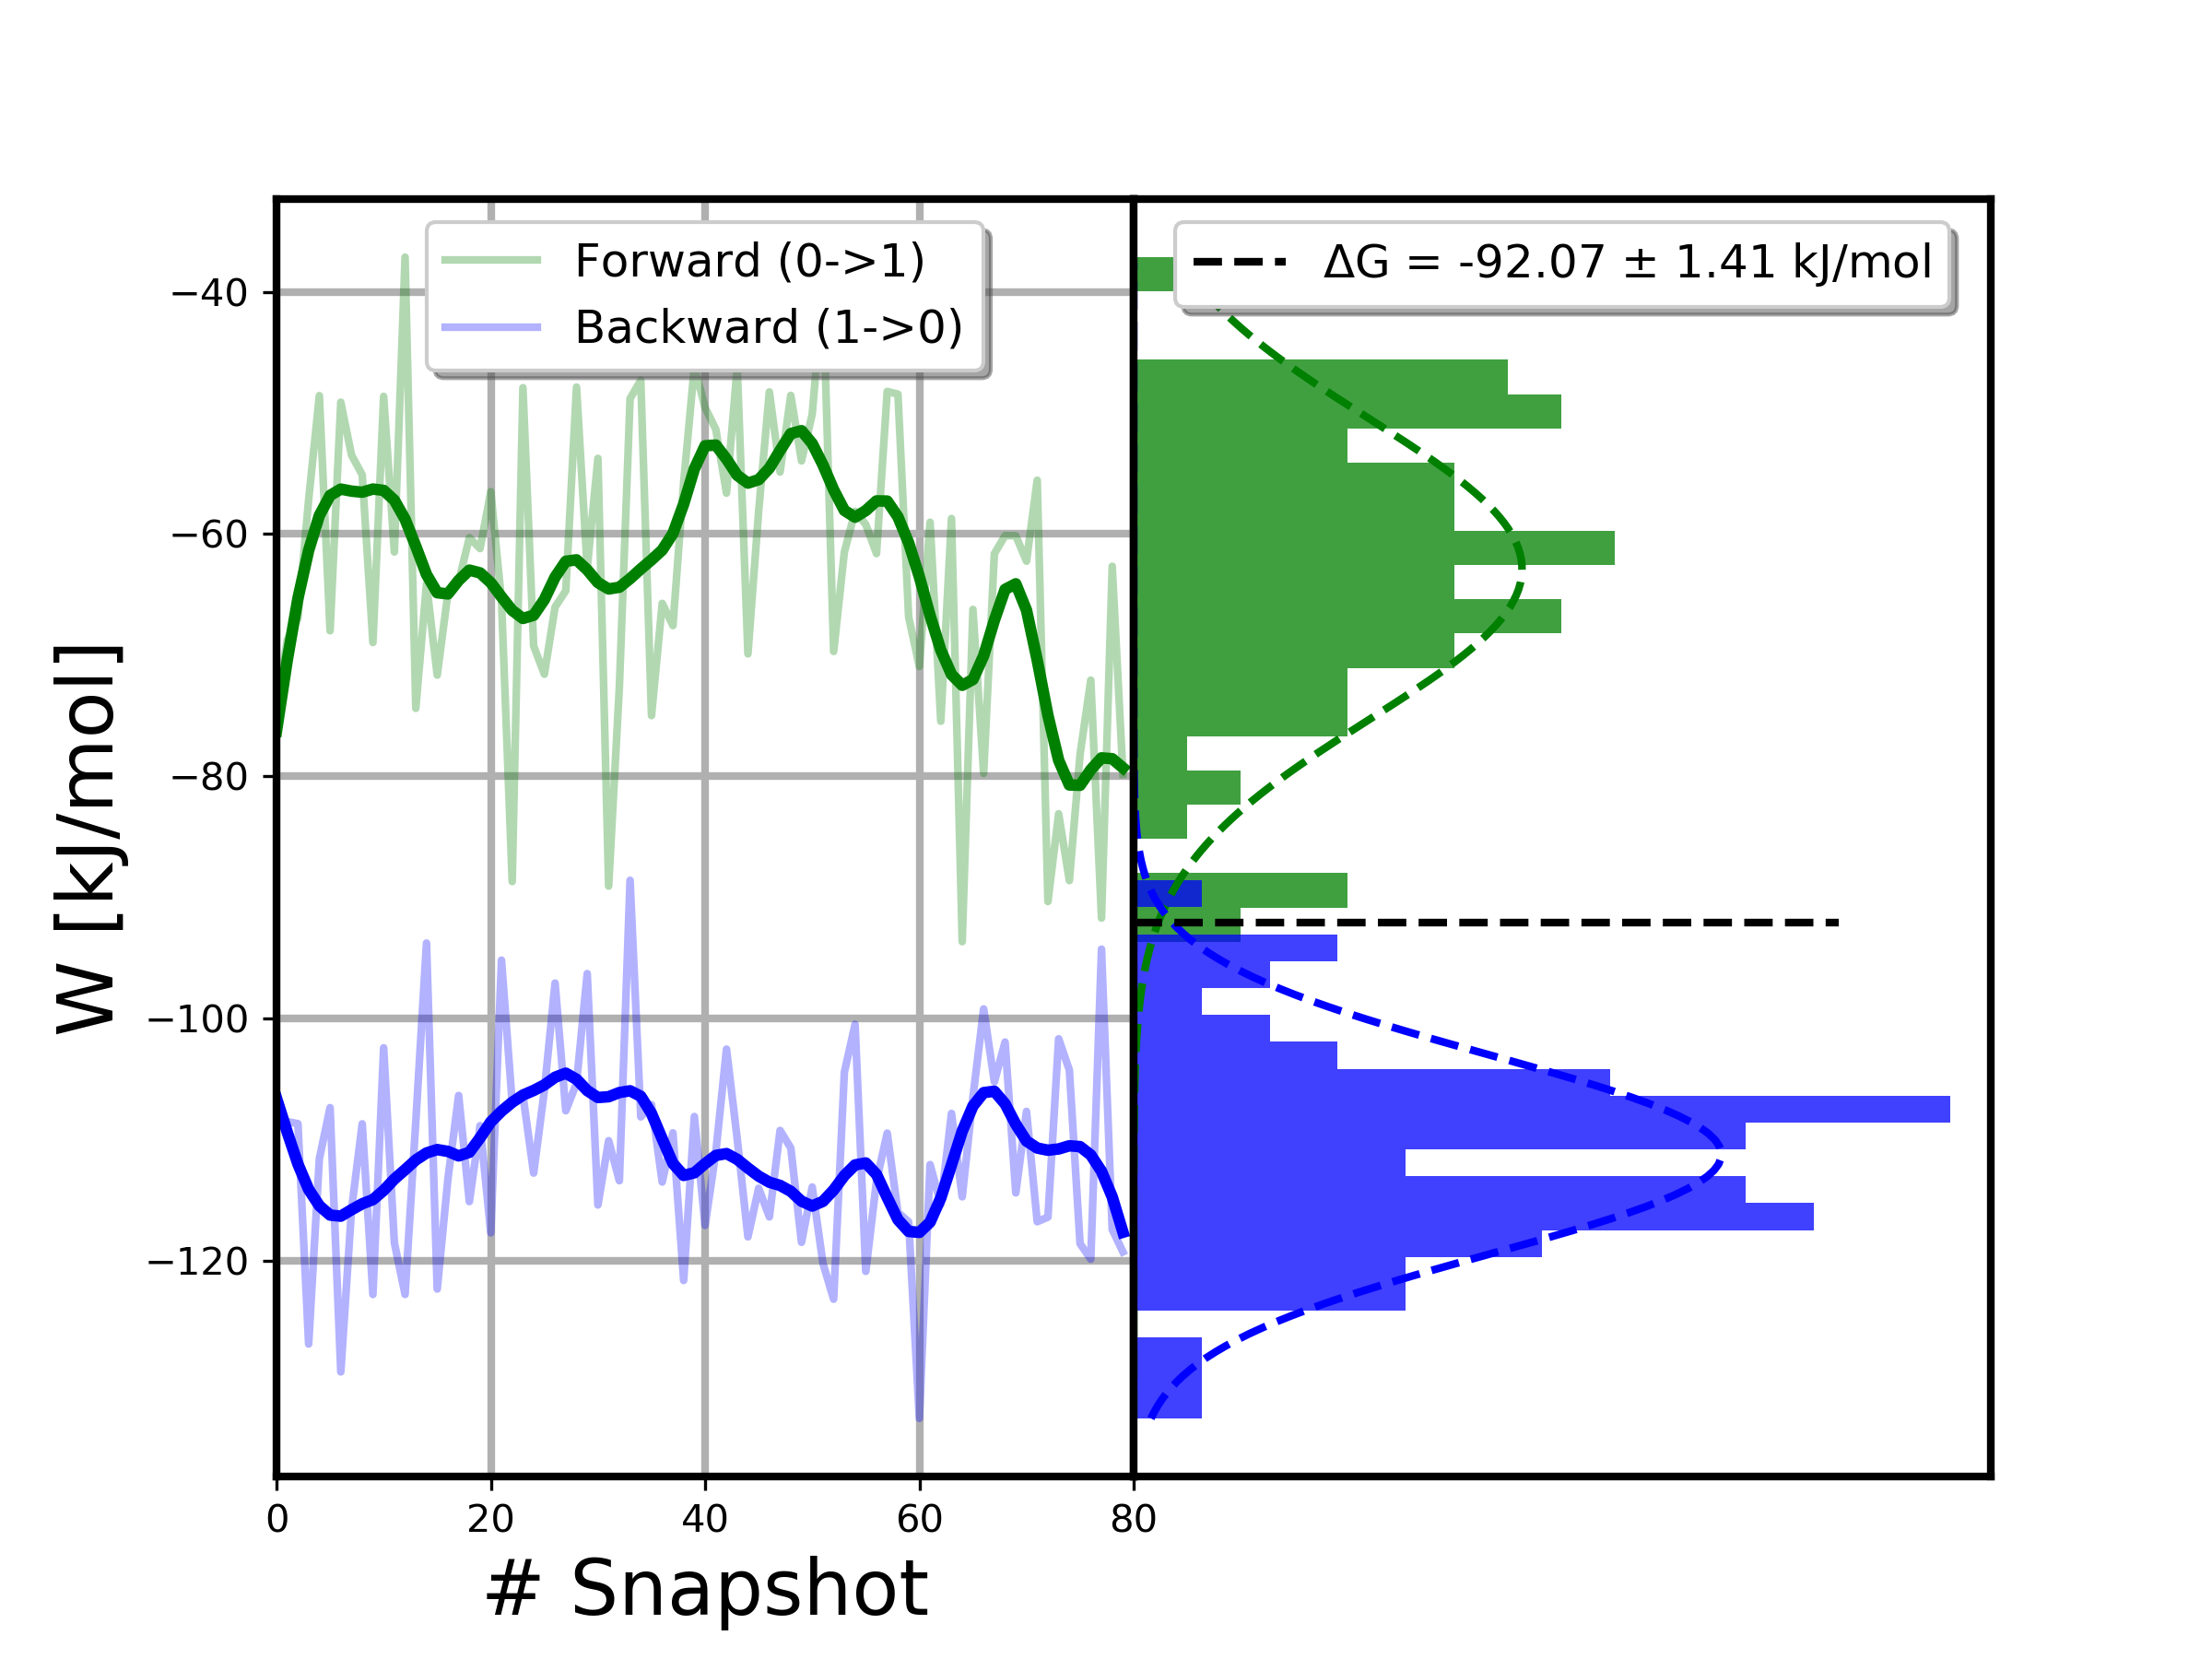 Forward (0->1)
Backward (1->0)
ΔG = -92.07 ± 1.41 kJ/mol
W [kJ/mol]
−40
−60
−80
−100
−120
0 20 40 60 80
# Snapshot